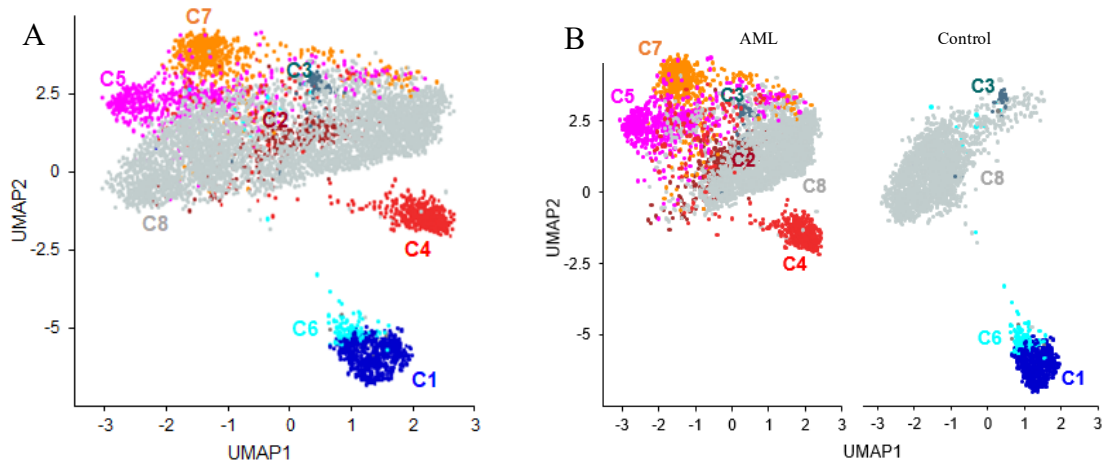 A
C7
C5
C3
C2
C8
C4
C6
C1
2.5
0
-2.5
-5
UMAP2
-3
-2
-1
0
1
2
3
UMAP1
B
AML
Control
C7
C5
C3
C2
C8
C4
2.5
0
-2.5
-5
UMAP2
-3
-2
-1
0
1
2
3
C3
C8
C6
C1
-3
-2
-1
0
1
2
3
UMAP1